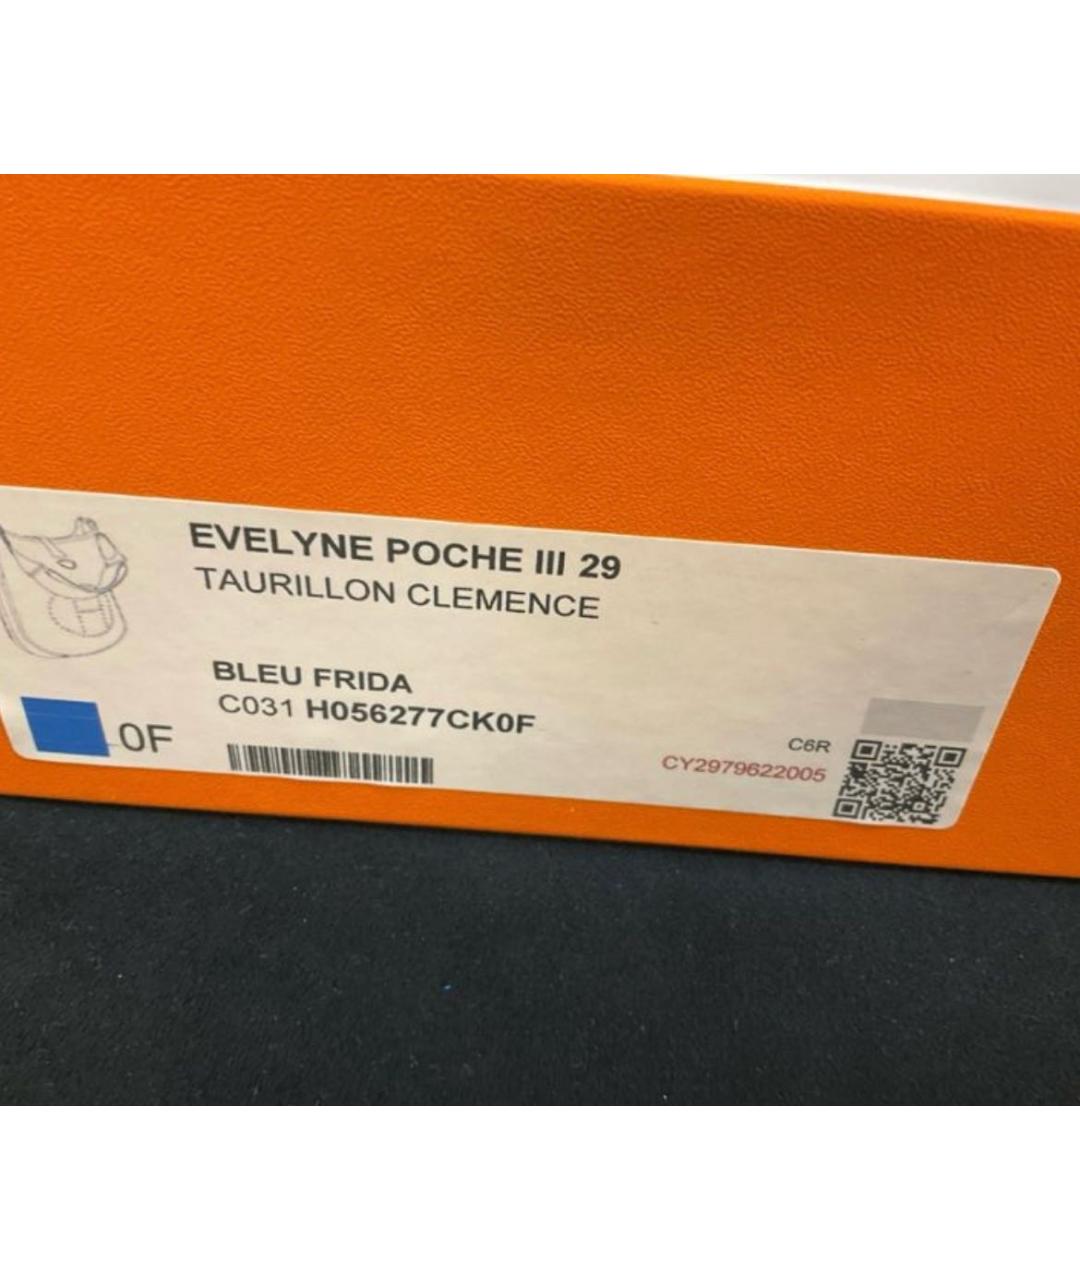 EVELYNE POCHE III 29
TAURILLON CLEMENCE
BLEU FRIDA
C031 H056277CK0F
0F
C6R
CY2979622005